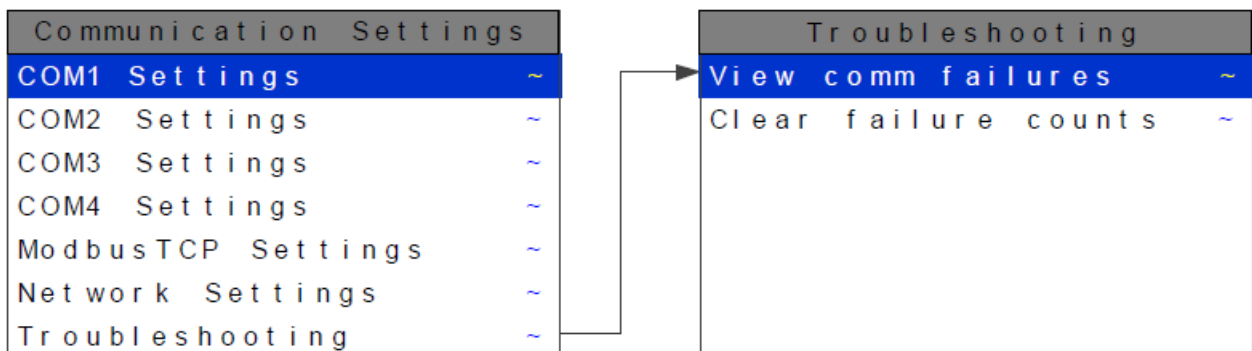 Communication Settings
COM1 Settings ~
COM2 Settings ~
COM3 Settings ~
COM4 Settings ~
ModbusTCP Settings ~
Network Settings ~
Troubleshooting ~
Troubleshooting
View comm failures ~
Clear failure counts ~